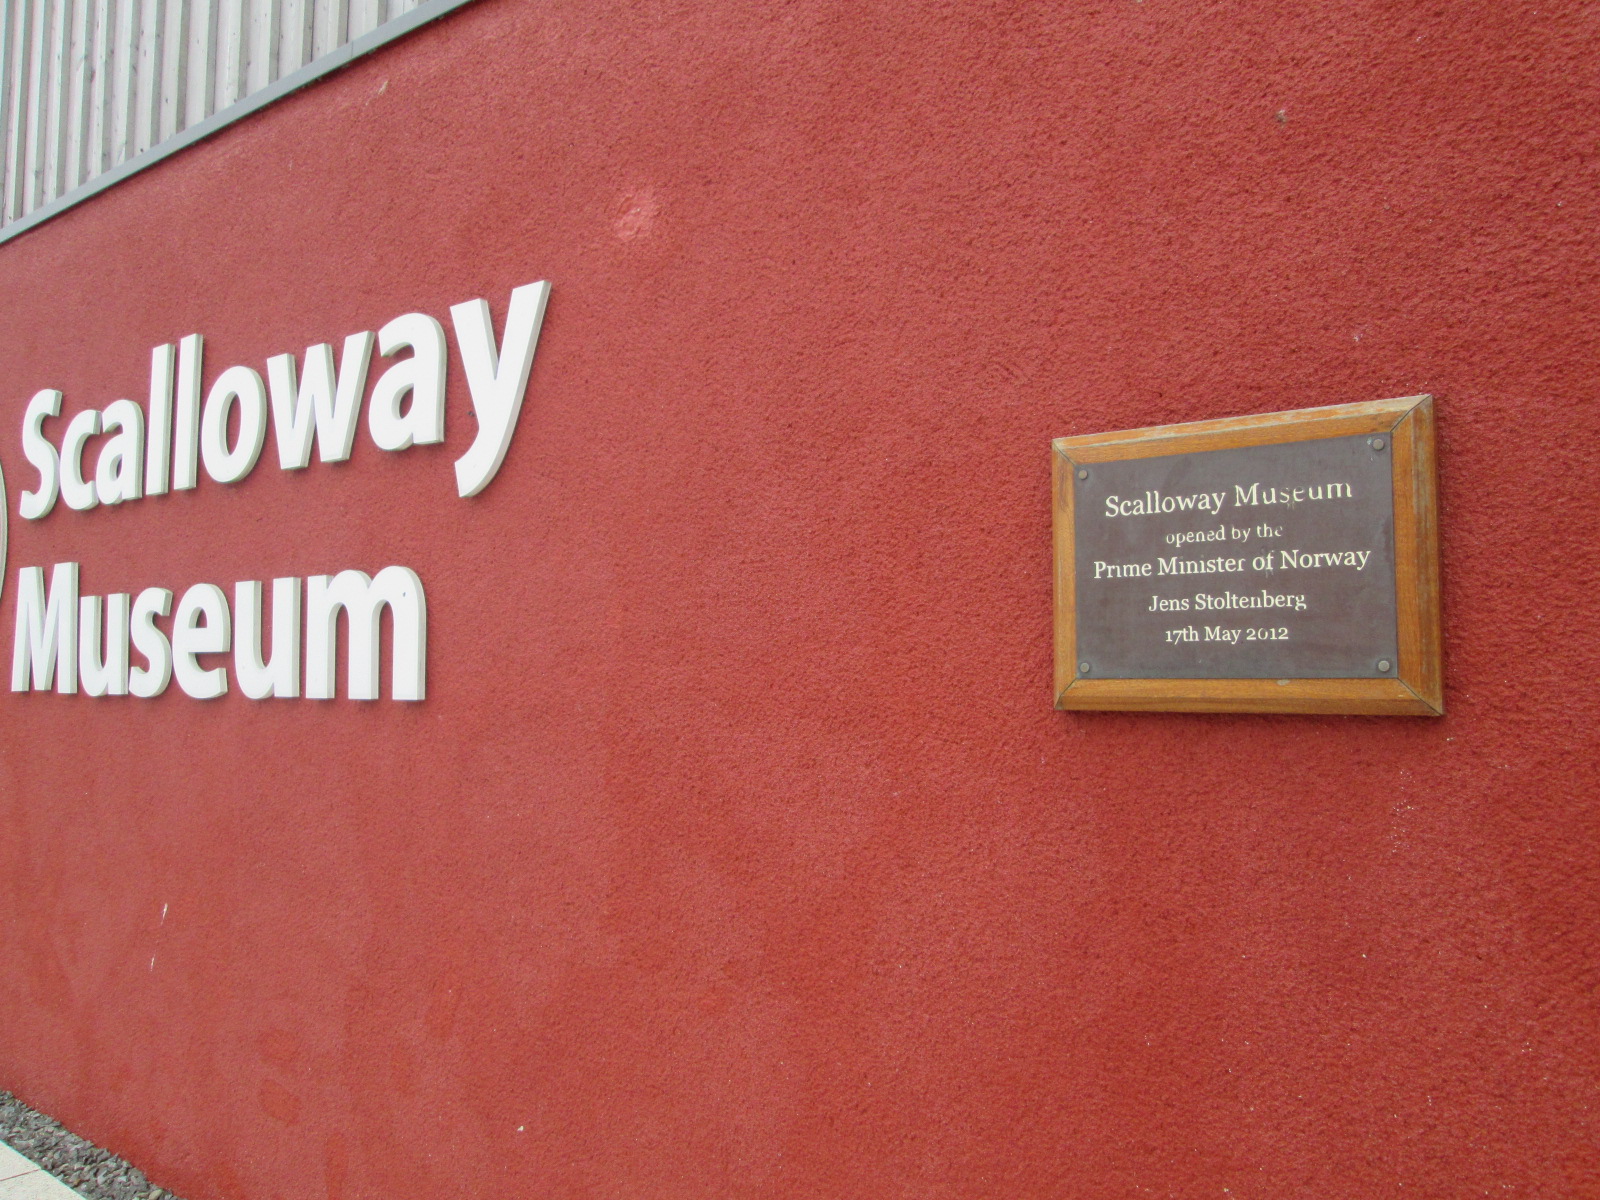 Scalloway
Museum
Scalloway Museum
opened by the
Prime Minister of Norway
Jens Stoltenberg
17th May 2012